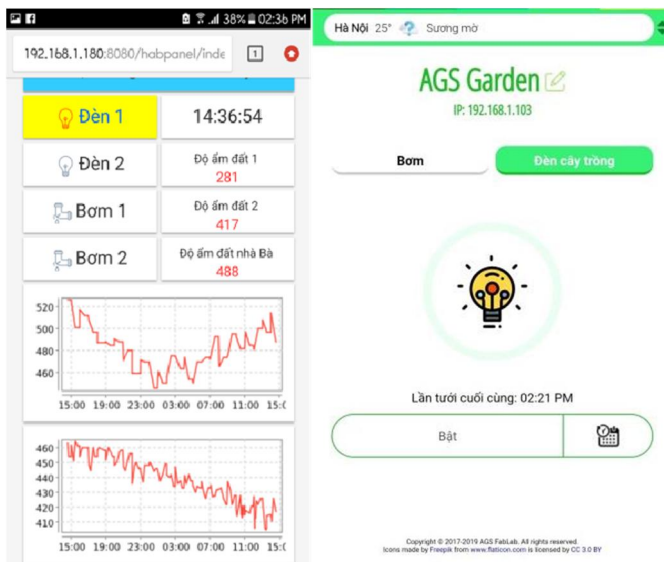 38% 02:36 PM
192.168.1.180:8080/habpanel/inde
1
Đèn 1
14:36:54
Đèn 2
Độ ẩm đất 1
281
Bơm 1
Độ ẩm đất 2
417
Bơm 2
Độ ẩm đất nhà Bà
488
520
500
480
460
15:00 19:00 23:00 03:00 07:00 11:00 15:0
460
450
440
430
420
410
15:00 19:00 23:00 03:00 07:00 11:00 15:0
Hà Nội 25° Sương mờ
AGS Garden
IP: 192.168.1.103
Bơm
Đèn cây trồng
Lần tưới cuối cùng: 02:21 PM
Bật
Copyright © 2017-2019 AGS FabLab. All rights reserved.
Icons made by Freepik from www.flaticon.com is licensed by CC 3.0 BY